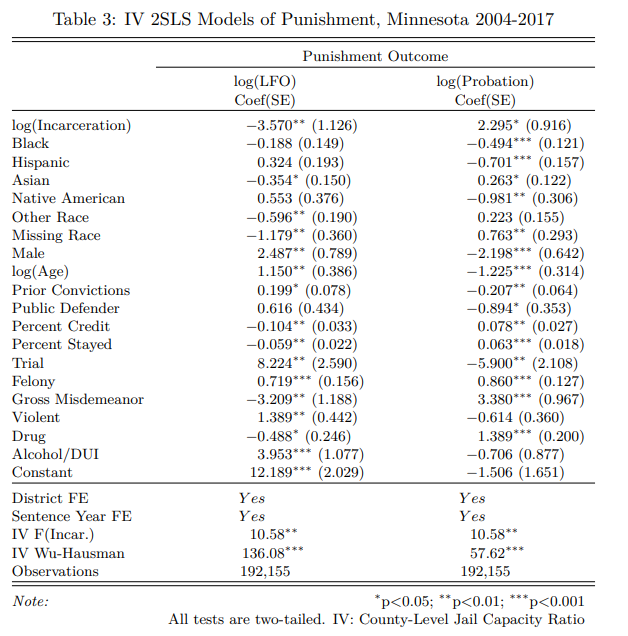 Table 3: IV 2SLS Models of Punishment, Minnesota 2004-2017
Punishment Outcome
log(LFO) log(Probation)
Coef(SE) Coef(SE)
log(Incarceration) −3.570** (1.126) 2.295* (0.916)
Black −0.188 (0.149) −0.494*** (0.121)
Hispanic 0.324 (0.193) −0.701*** (0.157)
Asian −0.354* (0.150) 0.263* (0.122)
Native American 0.553 (0.376) −0.981** (0.306)
Other Race −0.596** (0.190) 0.223 (0.155)
Missing Race −1.179** (0.360) 0.763** (0.293)
Male 2.487** (0.789) −2.198*** (0.642)
log(Age) 1.150** (0.386) −1.225*** (0.314)
Prior Convictions 0.199* (0.078) −0.207** (0.064)
Public Defender 0.616 (0.434) −0.894* (0.353)
Percent Credit −0.104** (0.033) 0.078** (0.027)
Percent Stayed −0.059** (0.022) 0.063*** (0.018)
Trial 8.224** (2.590) −5.900** (2.108)
Felony 0.719*** (0.156) 0.860*** (0.127)
Gross Misdemeanor −3.209** (1.188) 3.380*** (0.967)
Violent 1.389** (0.442) −0.614 (0.360)
Drug −0.488* (0.246) 1.389*** (0.200)
Alcohol/DUI 3.953*** (1.077) −0.706 (0.877)
Constant 12.189*** (2.029) −1.506 (1.651)
District FE Yes Yes
Sentence Year FE Yes Yes
IV F(Incar.) 10.58** 10.58**
IV Wu-Hausman 136.08*** 57.62***
Observations 192,155 192,155
Note: *p<0.05; **p<0.01; ***p<0.001
All tests are two-tailed. IV: County-Level Jail Capacity Ratio